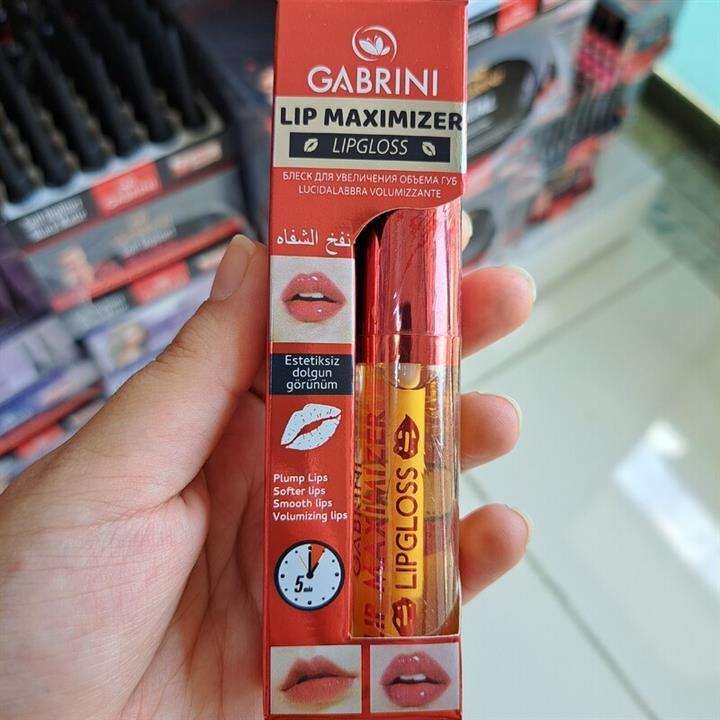 GABRINI
LIP MAXIMIZER
LIPGLOSS
БЛЕСК ДЛЯ УВЕЛИЧЕНИЯ ОБЪЕМА ГУБ
LUCIDALABBRA VOLUMIZZANTE
نفخ الشفاه
Estetiksiz
dolgun
görünüm
Plump Lips
Softer lips
Smooth lips
Volumizing lips
5 min
GABRINI
LIP MAXIMIZER
LIPGLOSS